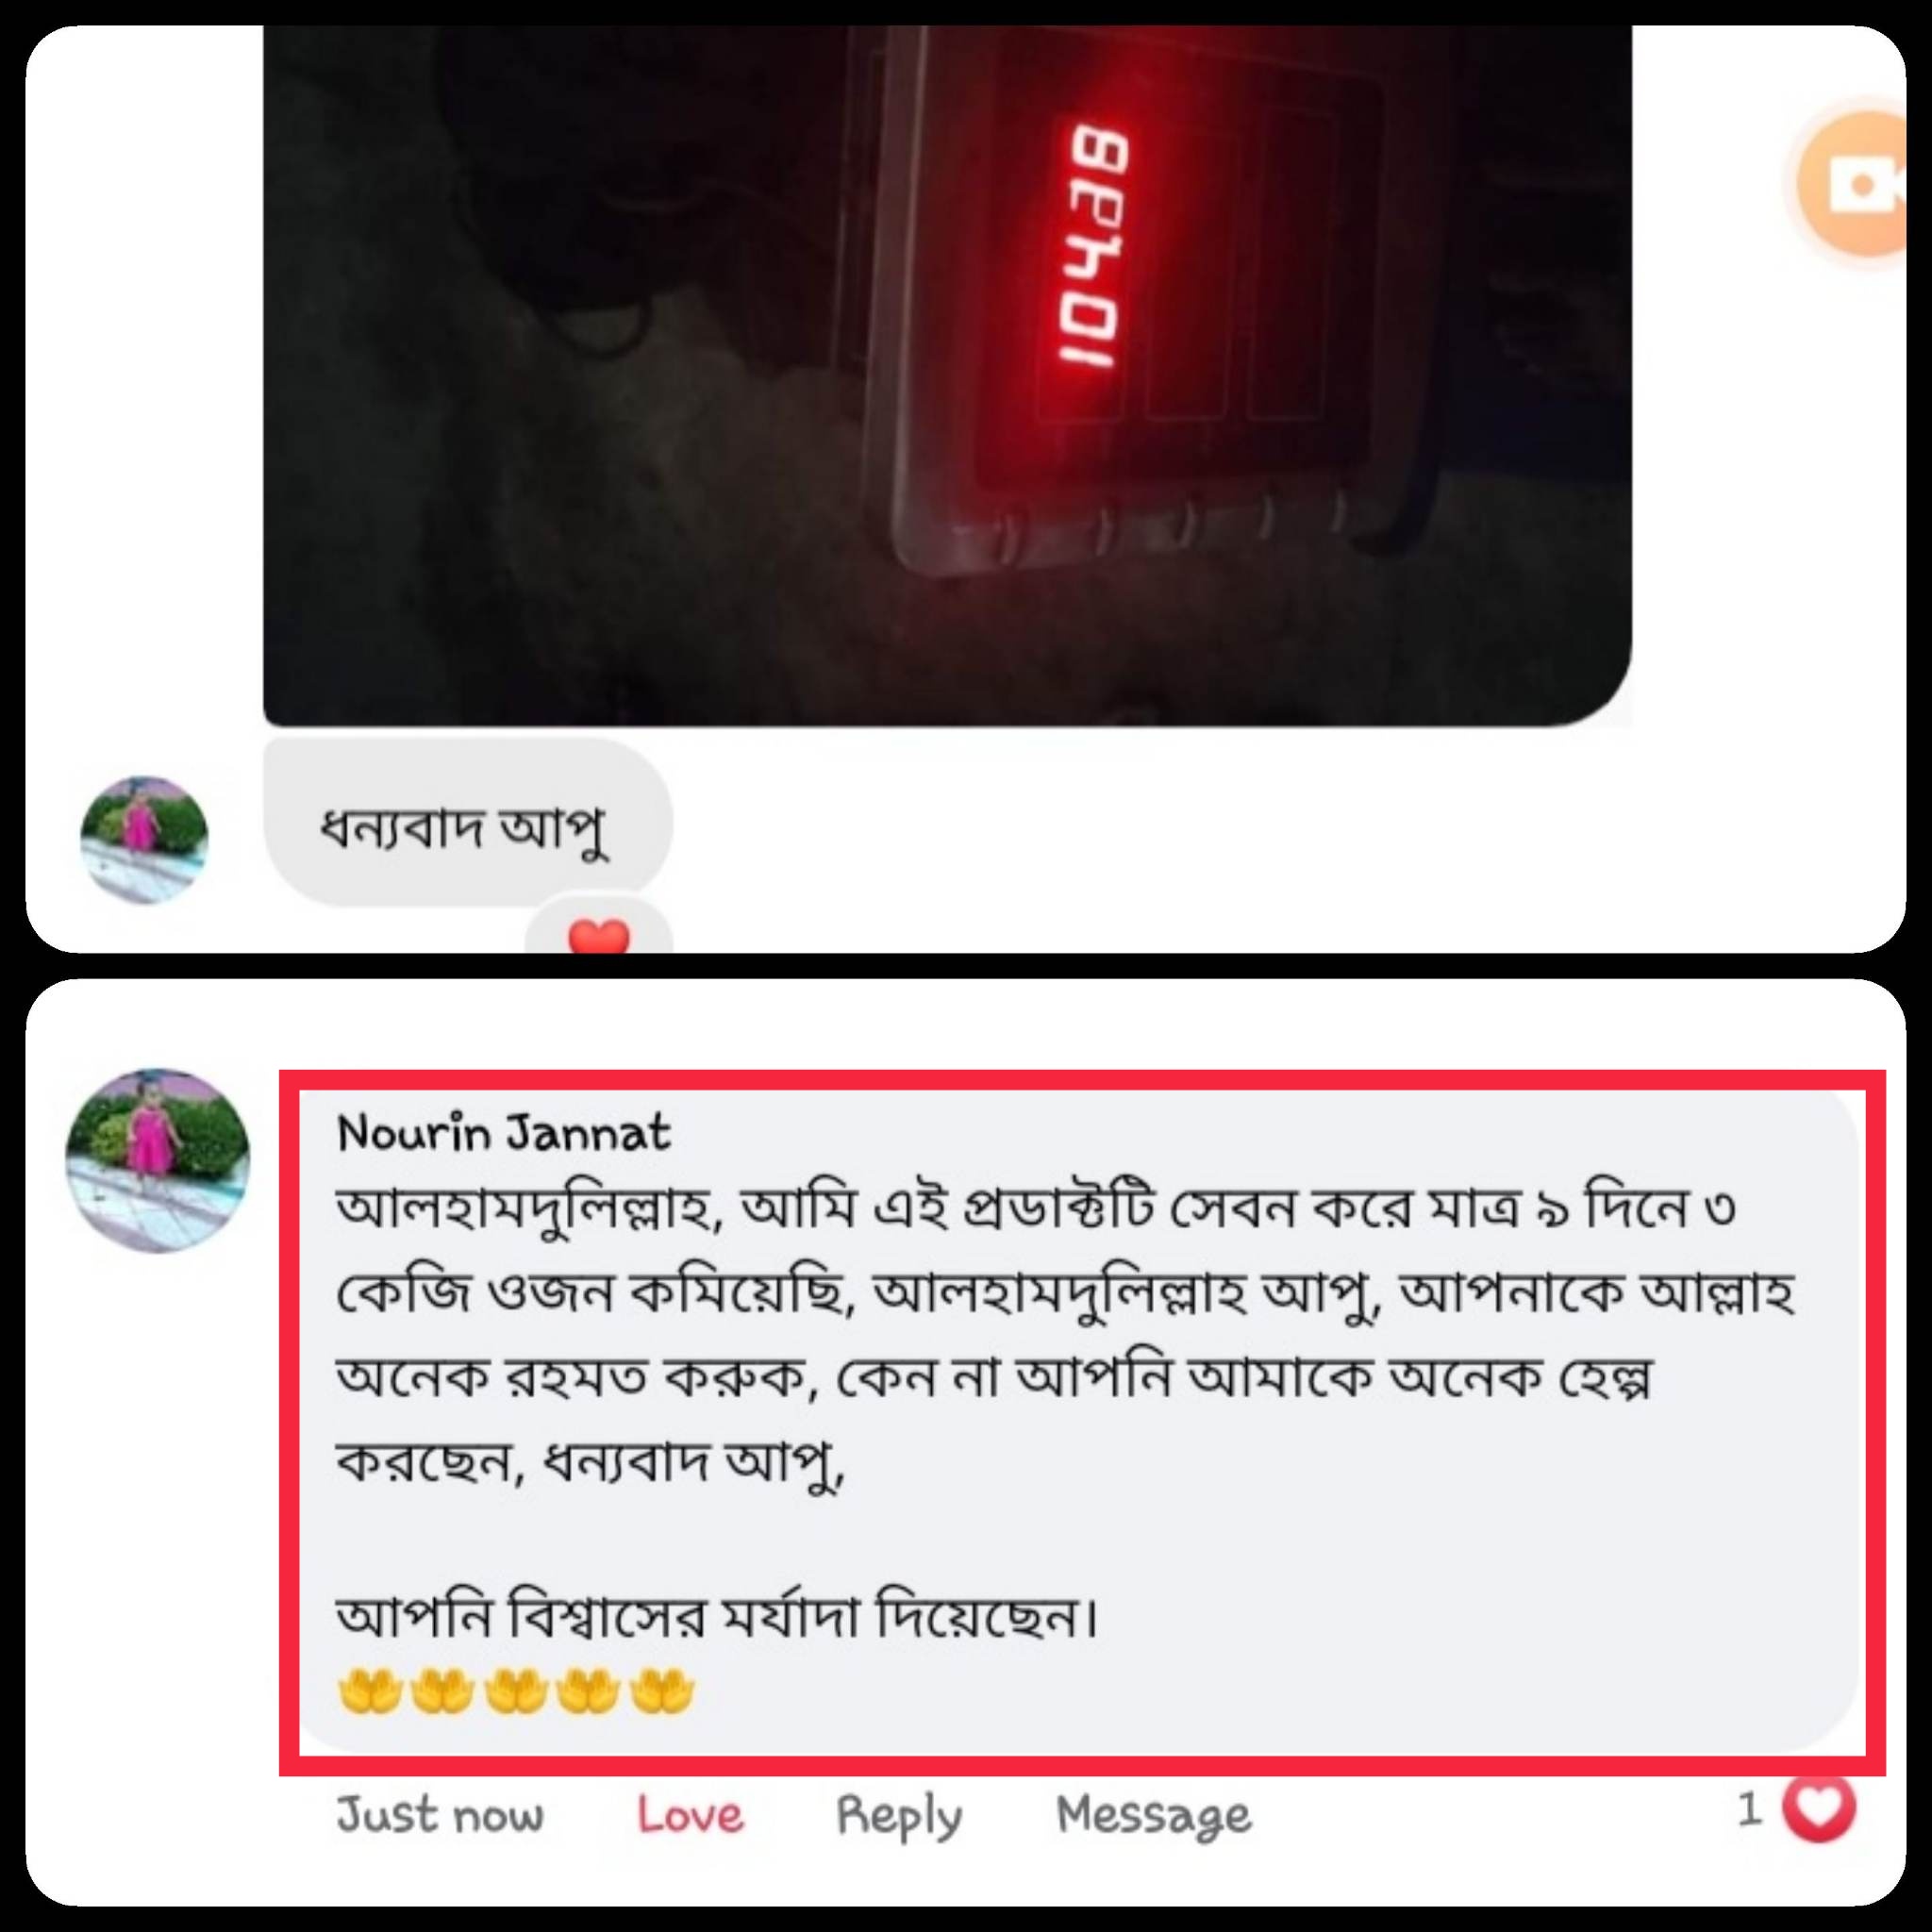 ধন্যবাদ আপু
Nourin Jannat
আলহামদুলিল্লাহ, আমি এই প্রডাক্টটি সেবন করে মাত্র ৯ দিনে ৩
কেজি ওজন কমিয়েছি, আলহামদুলিল্লাহ আপু, আপনাকে আল্লাহ
অনেক রহমত করুক, কেন না আপনি আমাকে অনেক হেল্প
করছেন, ধন্যবাদ আপু,
আপনি বিশ্বাসের মর্যাদা দিয়েছেন।
🤲🤲🤲🤲🤲
Just now Love Reply Message 1